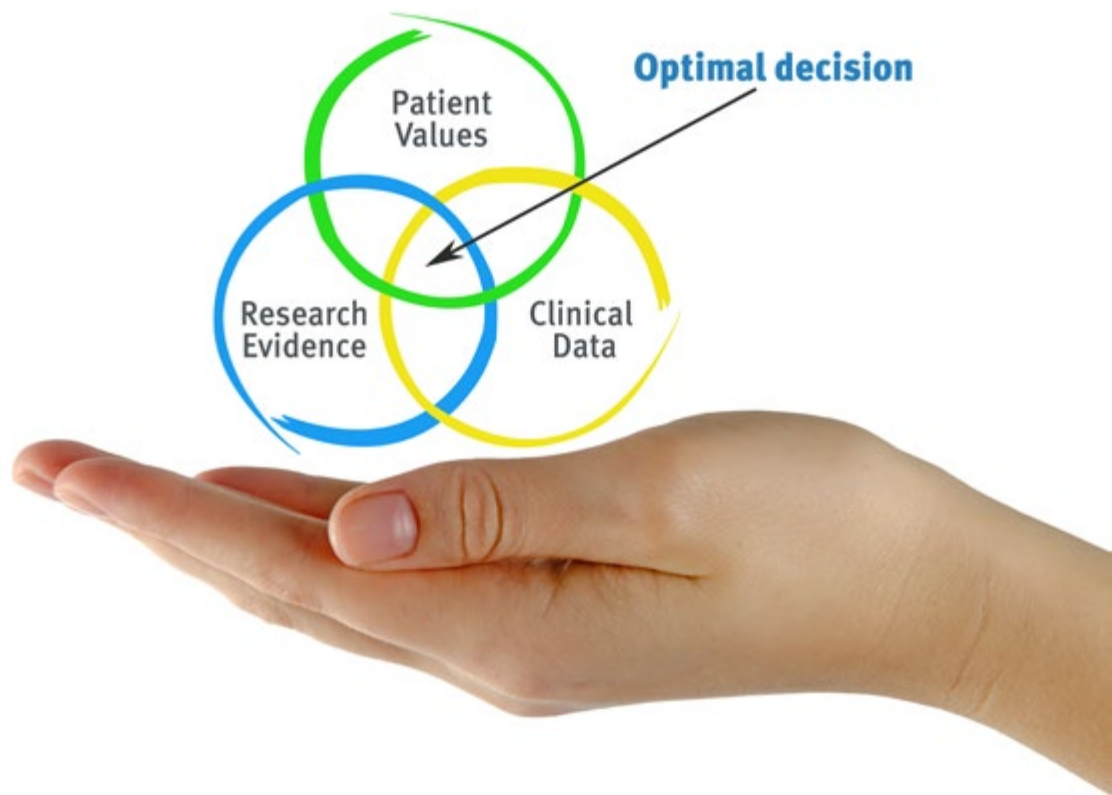 Optimal decision
Patient
Values
Research
Evidence
Clinical
Data